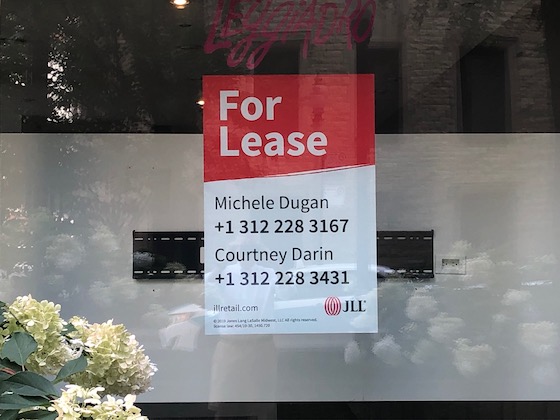 For
Lease
Michele Dugan
+1 312 228 3167
Courtney Darin
+1 312 228 3431
jllretail.com
JLL